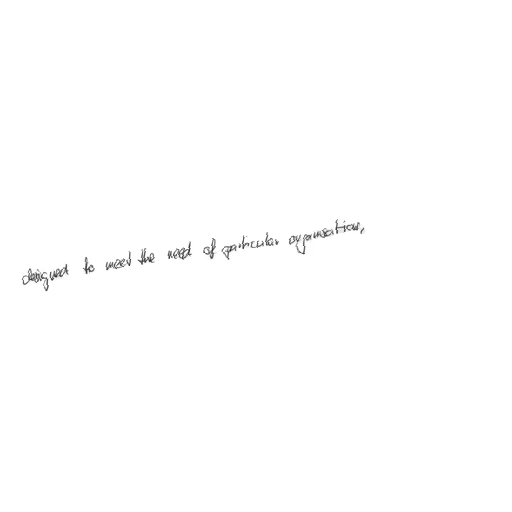 designed to meet the need of particular organisation,